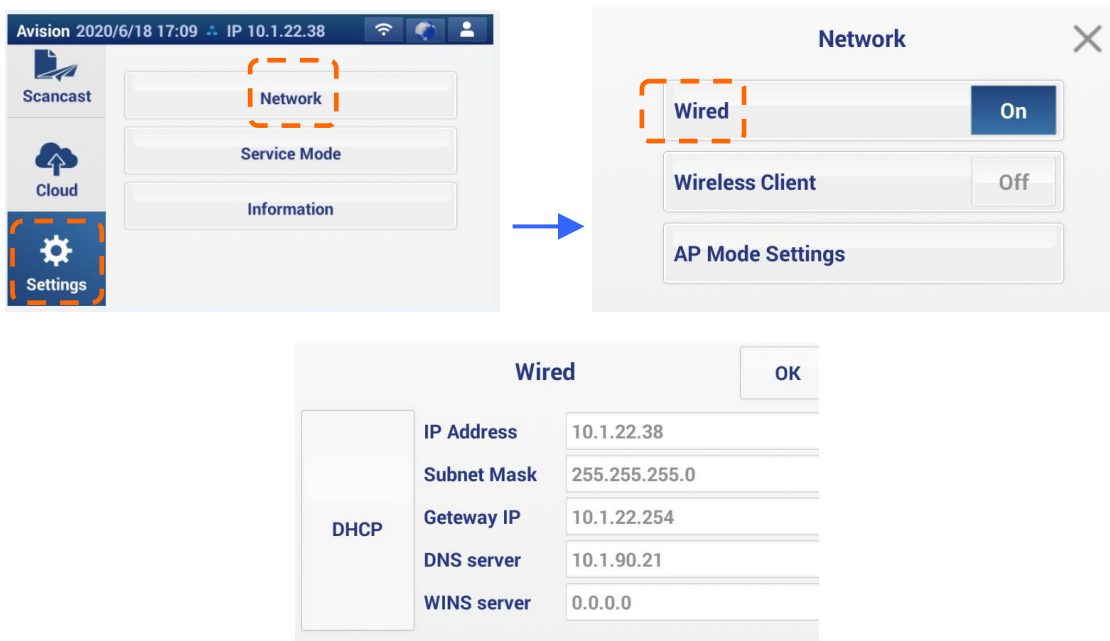 Avision 2020/6/18 17:09 IP 10.1.22.38
Scancast
Cloud
Settings
Network
Service Mode
Information
Network
Wired On
Wireless Client Off
AP Mode Settings
Wired OK
DHCP
IP Address 10.1.22.38
Subnet Mask 255.255.255.0
Geteway IP 10.1.22.254
DNS server 10.1.90.21
WINS server 0.0.0.0